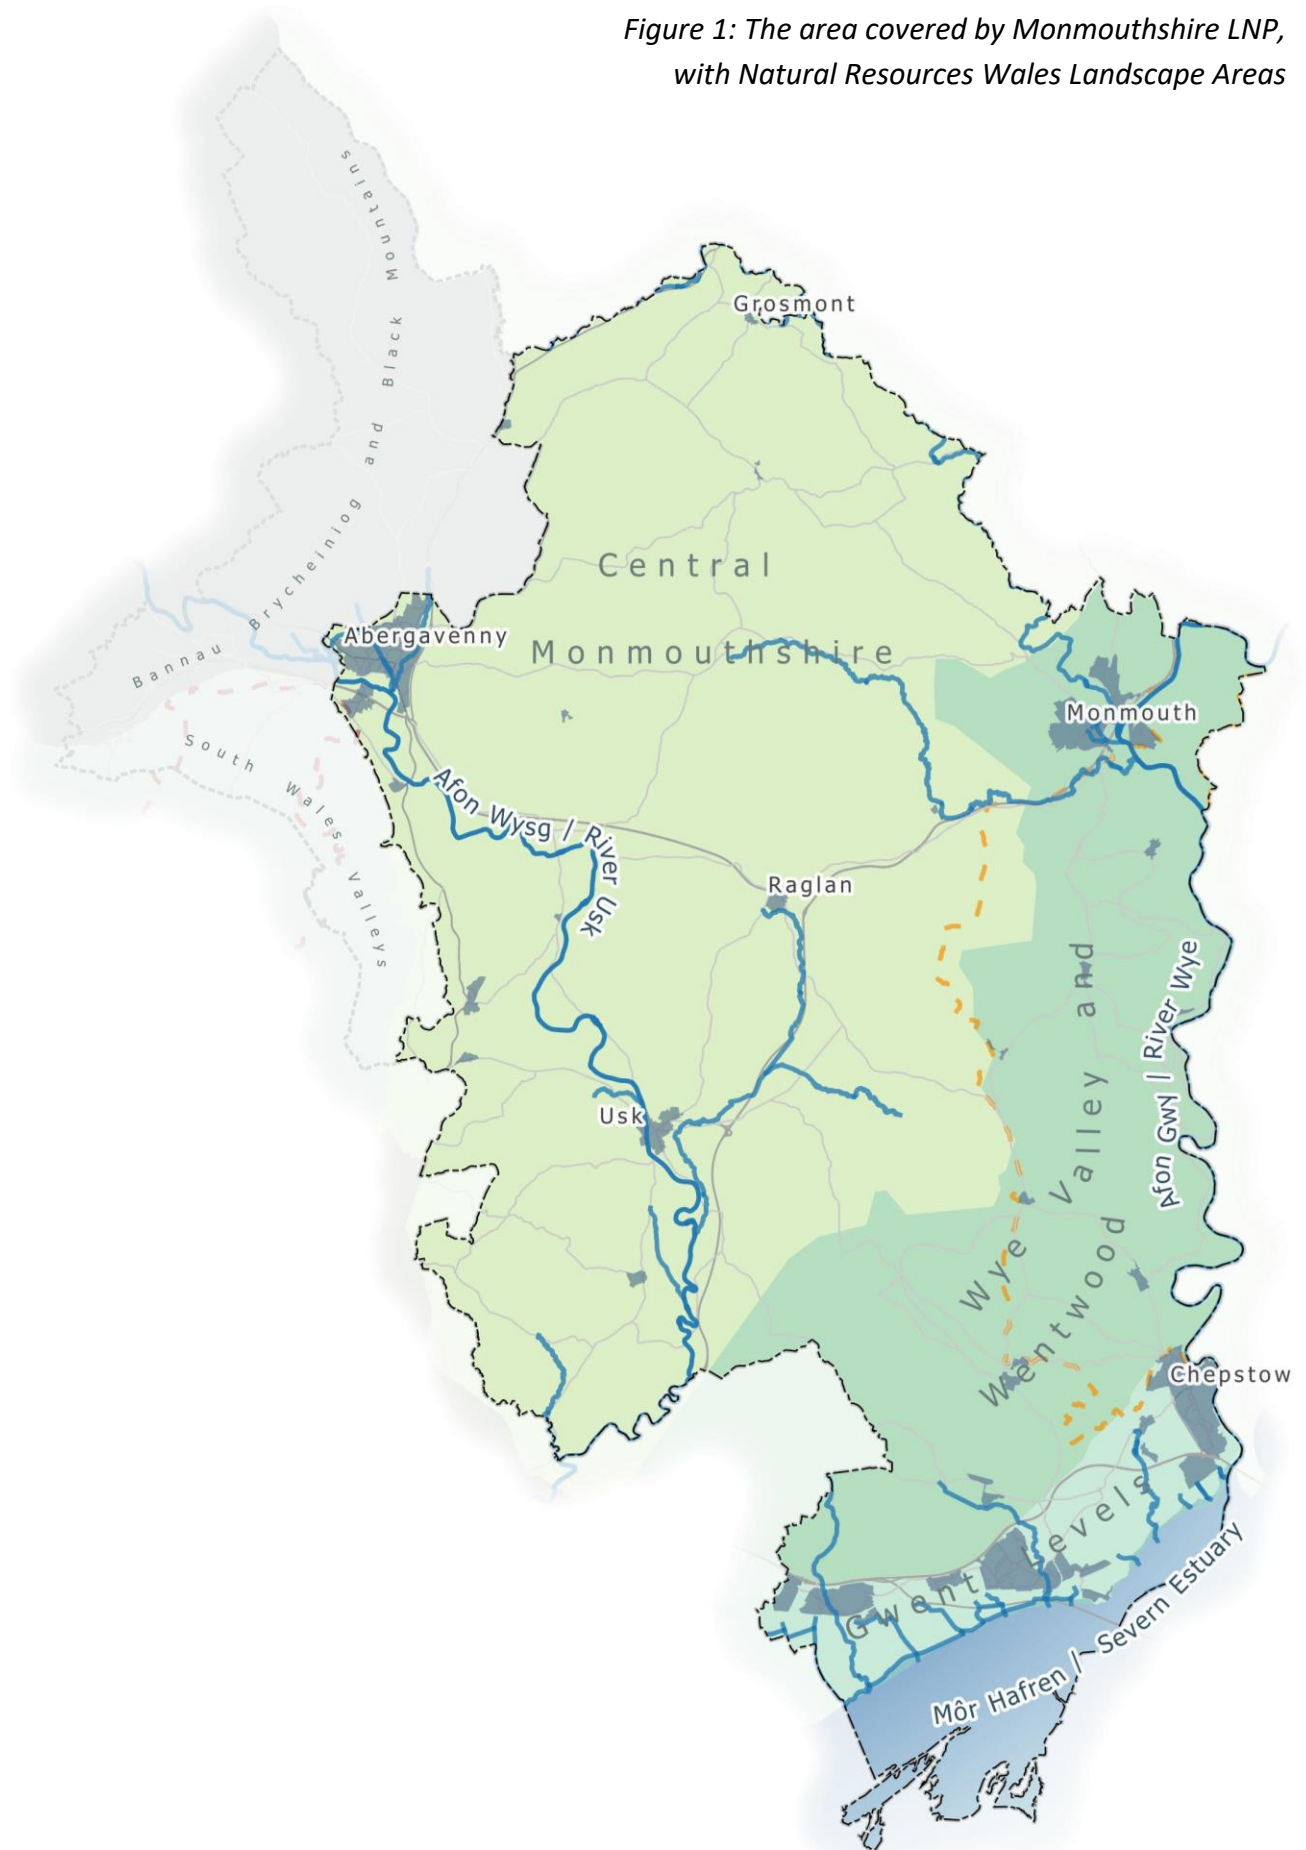 Figure 1: The area covered by Monmouthshire LNP,
with Natural Resources Wales Landscape Areas
Bannau Brycheiniog and Black Mountains
Grosmont
Central
Monmouthshire
Abergavenny
Monmouth
South Wales Valleys
Afon Wysg / River Usk
Raglan
Afon Gwy | River Wye
Usk
Wye Valley and
Wentwood
Chepstow
Gwent Levels
Môr Hafren / Severn Estuary